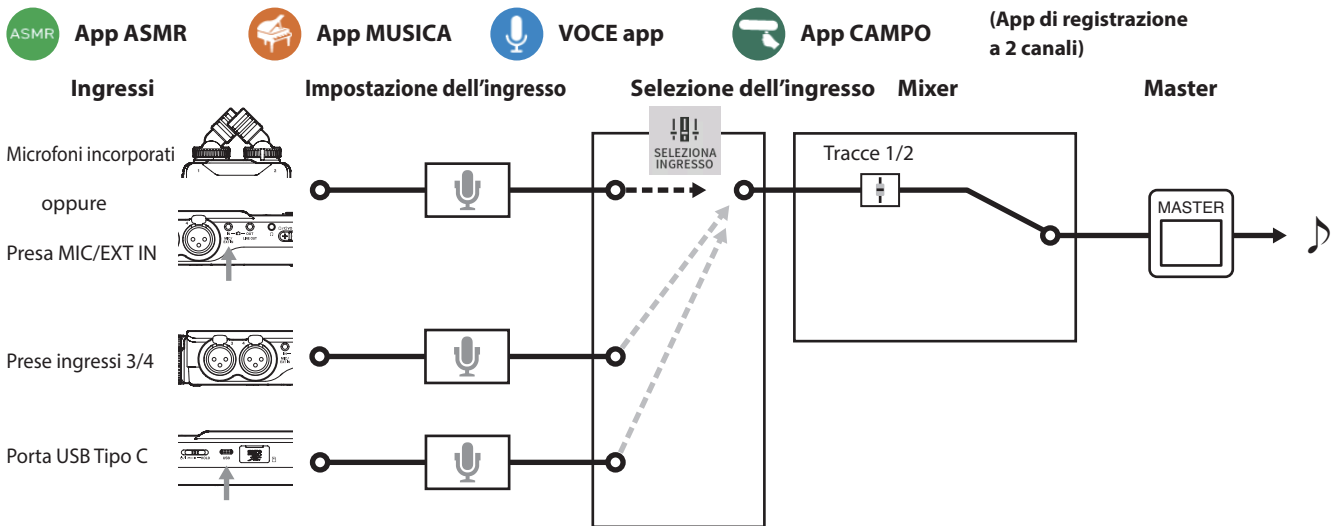 ASMR App ASMR App MUSICA VOCE app App CAMPO (App di registrazione
a 2 canali)
Ingressi Impostazione dell'ingresso Selezione dell'ingresso Mixer Master
Microfoni incorporati
SELEZIONA
INGRESSO
Tracce 1/2
oppure
MASTER
Presa MIC/EXT IN
Prese ingressi 3/4
Porta USB Tipo C